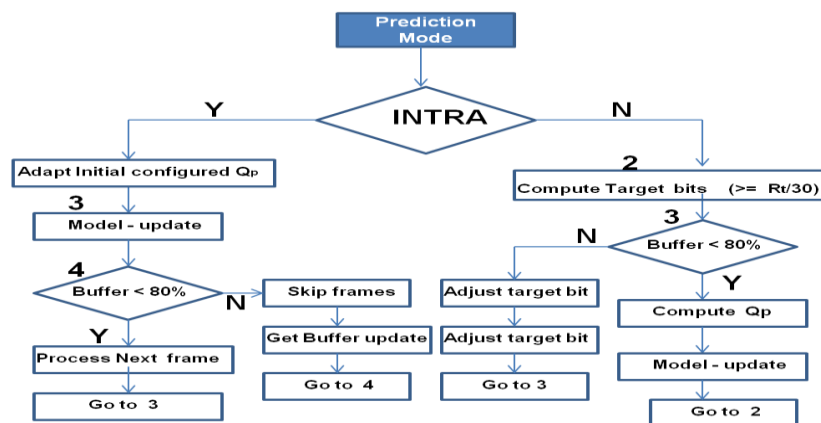 Prediction
Mode
Y
INTRA
N
2
Adapt Initial configured Qp
Compute Target bits (>= Rt/30)
3
3
Model - update
N
Buffer < 80%
4
Buffer < 80%
N
Skip frames
Adjust target bit
Y
Compute Qp
Y
Get Buffer update
Adjust target bit
Process Next frame
Model - update
Go to 4
Go to 3
Go to 3
Go to 2